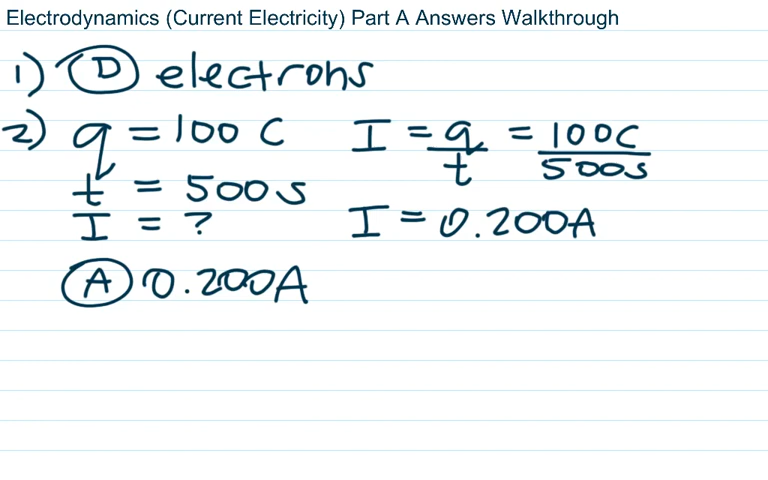 Electrodynamics (Current Electricity) Part A Answers Walkthrough
1) D electrons
2) q = 100 C I = q/t = 100C/500s
t = 500s
I = ? I = 0.200A
A 0.200A